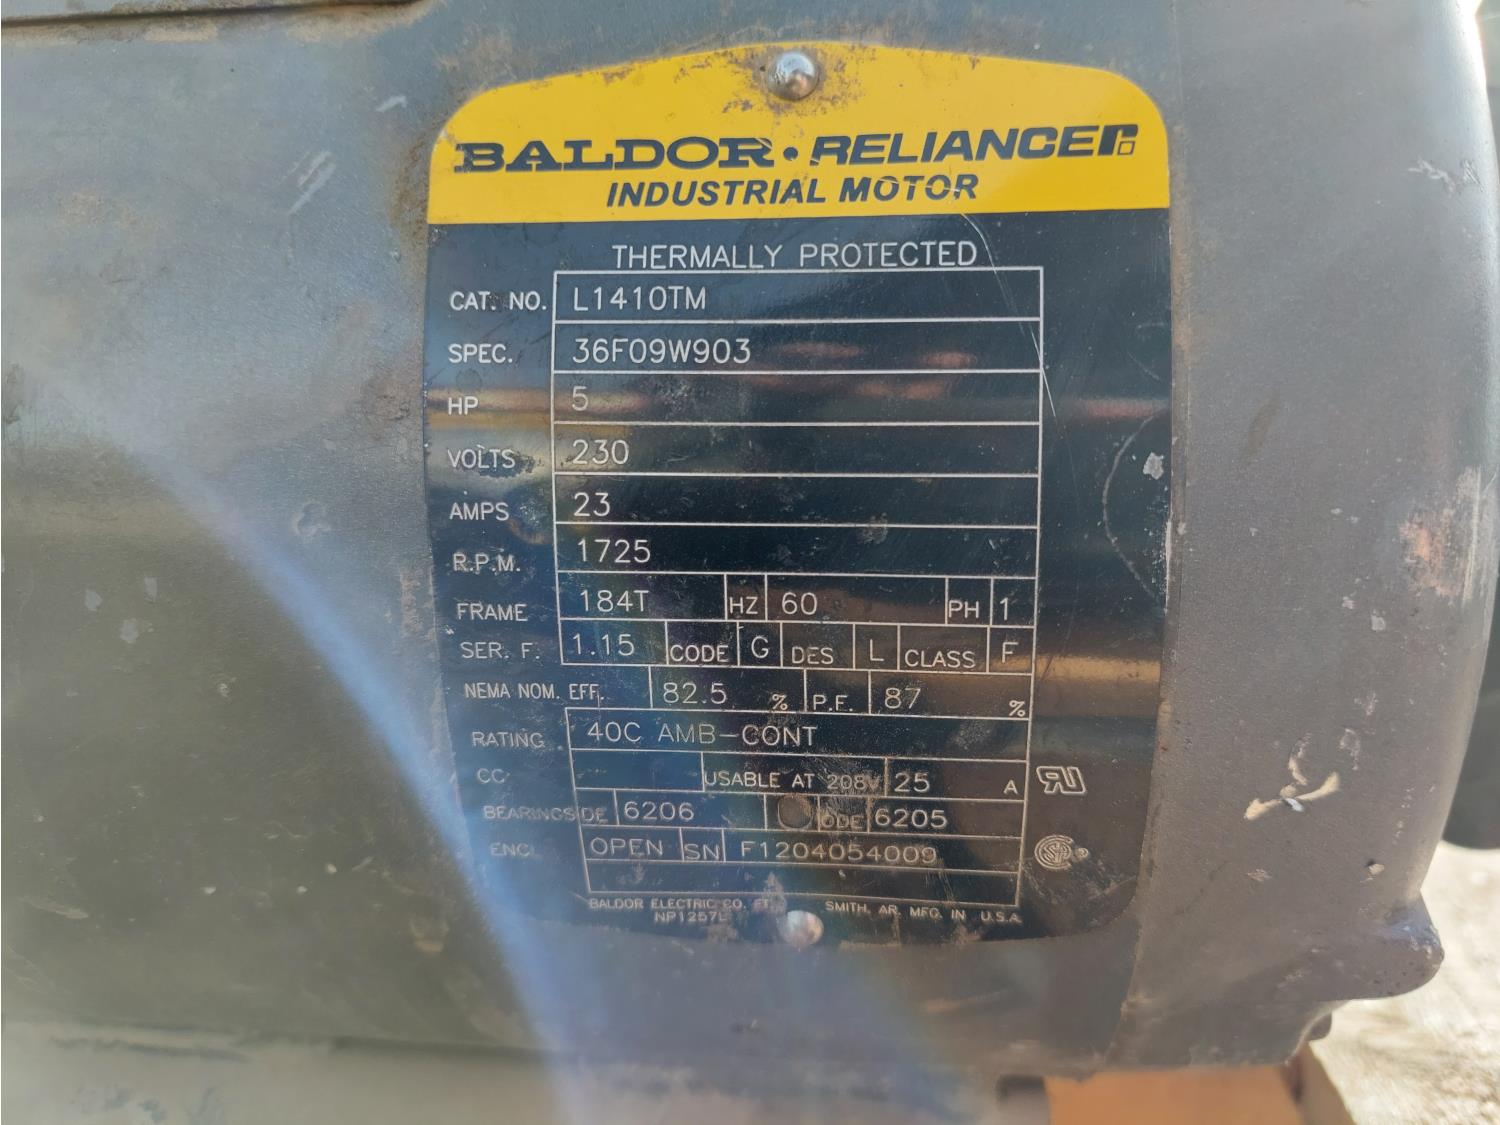 BALDOR • RELIANCER
INDUSTRIAL MOTOR
THERMALLY PROTECTED
CAT. NO. L1410TM
SPEC. 36F09W903
HP 5
VOLTS 230
AMPS 23
R.P.M. 1725
FRAME 184T HZ 60 PH 1
SER. F. 1.15 CODE G DES L CLASS F
NEMA NOM. EFF. 82.5 % P.F. 87 %
RATING 40C AMB-CONT
CC USABLE AT 208V 25 A
BEARINGS DE 6206 ODE 6205
ENCL OPEN SN F1204054009
BALDOR ELECTRIC CO. FT. SMITH, AR. MFG. IN U.S.A.
NP1257L